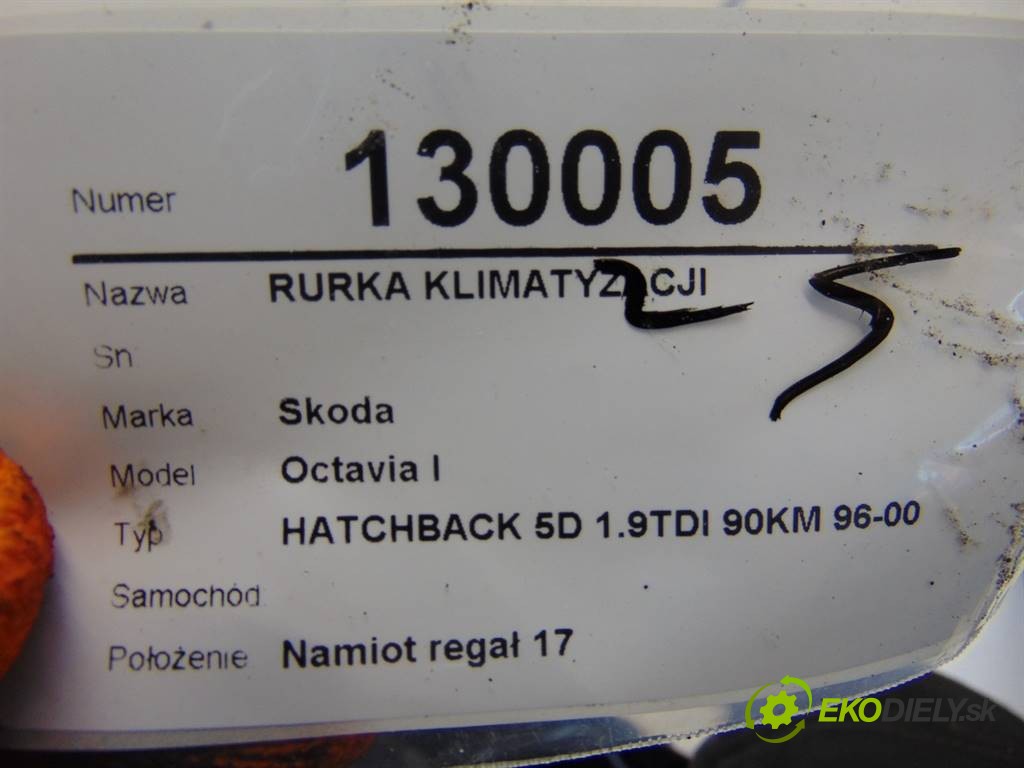 Numer 130005
Nazwa RURKA KLIMATYZACJI
Sn
Marka Skoda
Model Octavia I
Typ HATCHBACK 5D 1.9TDI 90KM 96-00
Samochód
Położenie Namiot regał 17
EKODIELY.sk